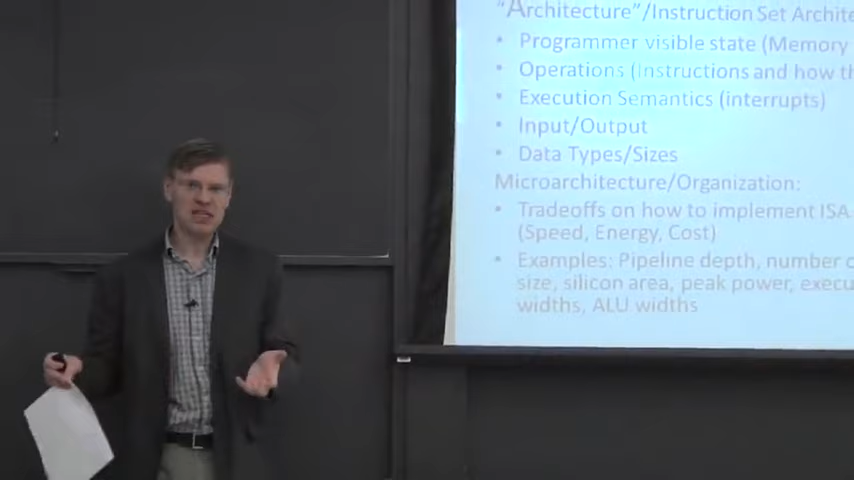 "Architecture"/Instruction Set Archite
• Programmer visible state (Memory
• Operations (Instructions and how th
• Execution Semantics (interrupts)
• Input/Output
• Data Types/Sizes
Microarchitecture/Organization:
• Tradeoffs on how to implement ISA
(Speed, Energy, Cost)
• Examples: Pipeline depth, number o
size, silicon area, peak power, execu
widths, ALU widths